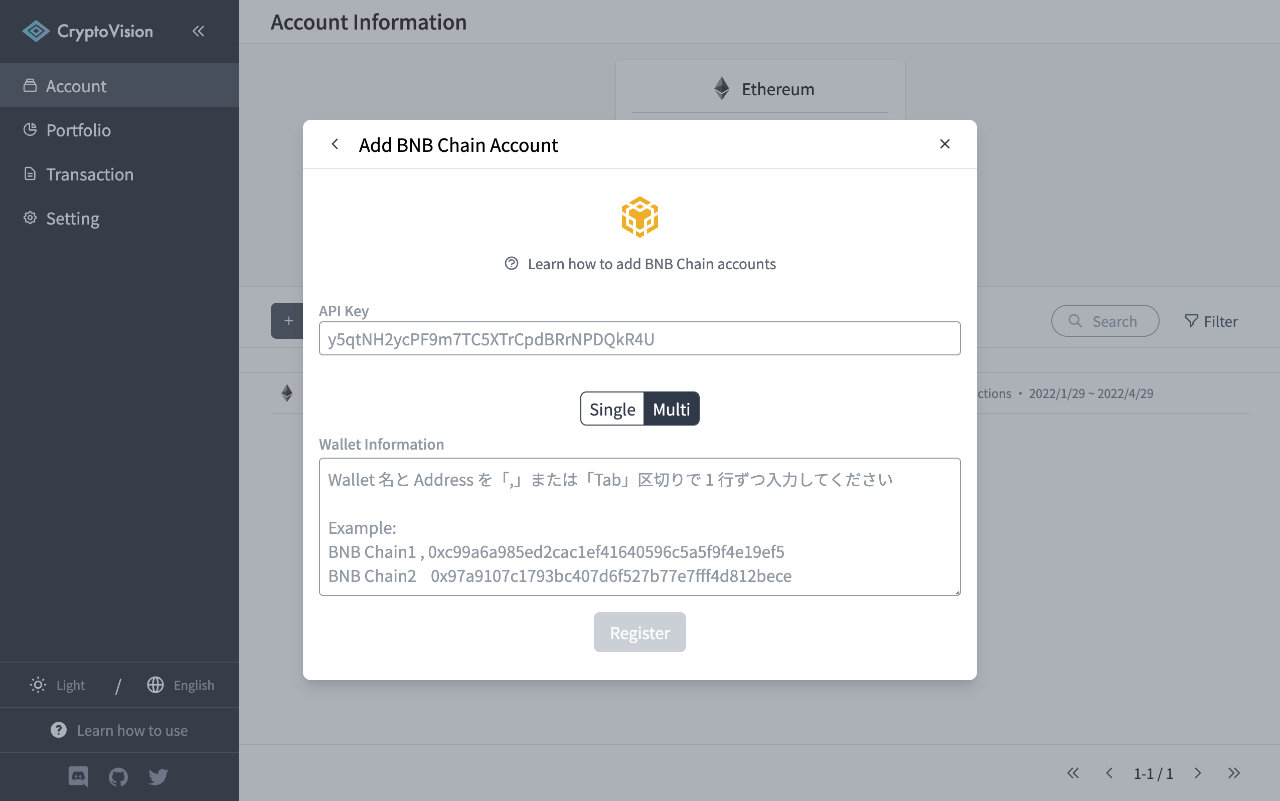 CryptoVision
Account Information
Account
Portfolio
Transaction
Setting
Light / English
Learn how to use
Ethereum
Add BNB Chain Account
Learn how to add BNB Chain accounts
API Key
y5qtNH2ycPF9m7TC5XTrCpdBRrNPDQkR4U
Single Multi
Wallet Information
Wallet 名と Address を「,」または「Tab」区切りで 1 行ずつ入力してください
Example:
BNB Chain1 , 0xc99a6a985ed2cac1ef41640596c5a5f9f4e19ef5
BNB Chain2 0x97a9107c1793bc407d6f527b77e7fff4d812bece
Register
+
Search
Filter
ctions • 2022/1/29 ~ 2022/4/29
1-1 / 1